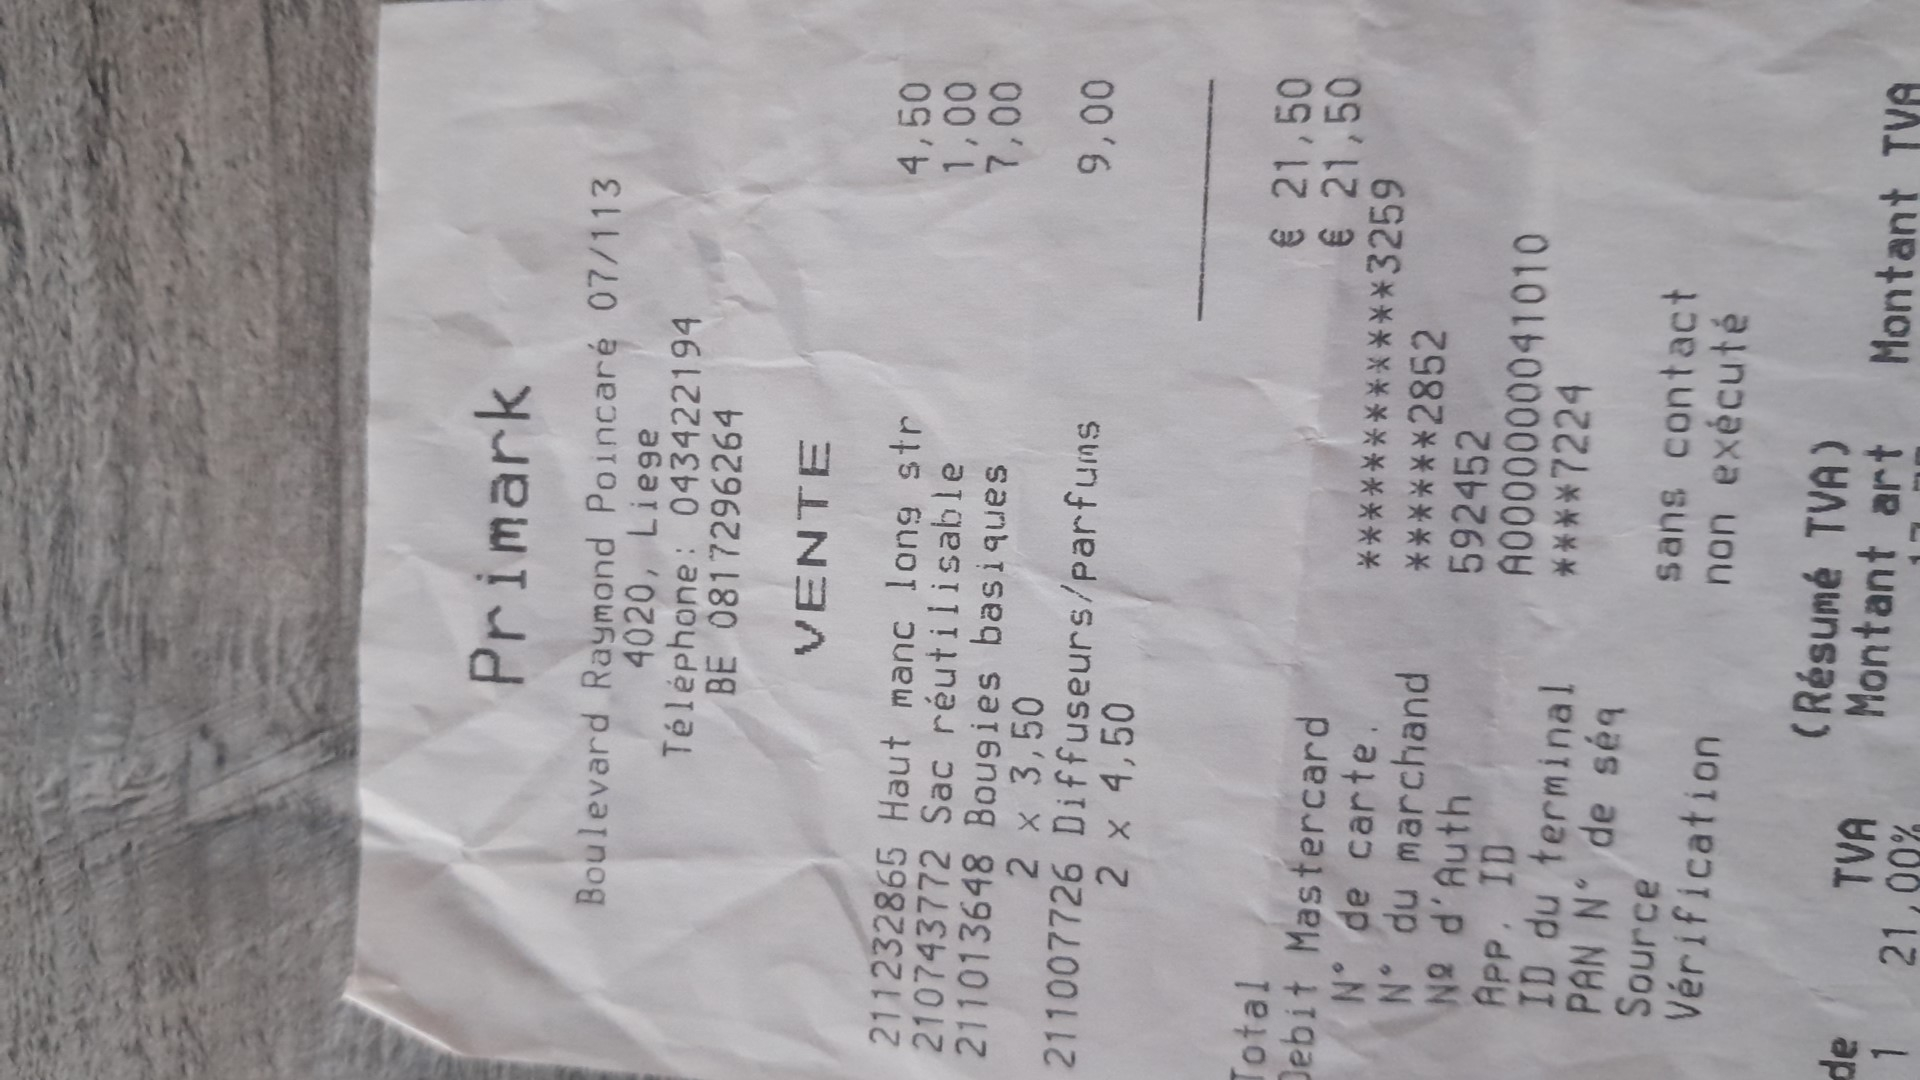 Primark
Boulevard Raymond Poincaré 07/113
4020, Liege
Téléphone: 043422194
BE 0817296264
VENTE
211232865 Haut manc long str 4,50
210743772 Sac réutilisable 1,00
211013648 Bougies basiques 7,00
2 x 3,50
211007726 Diffuseurs/parfums 9,00
2 x 4,50
Total € 21,50
Debit Mastercard € 21,50
N° de carte. ************3259
N° du marchand ******2852
Nº d'Auth 592452
App. ID A0000000041010
ID du terminal ****7224
PAN N° de séq
Source sans contact
Vérification non exécuté
(Résumé TVA)
de TVA Montant art Montant TVA
1 21,00%